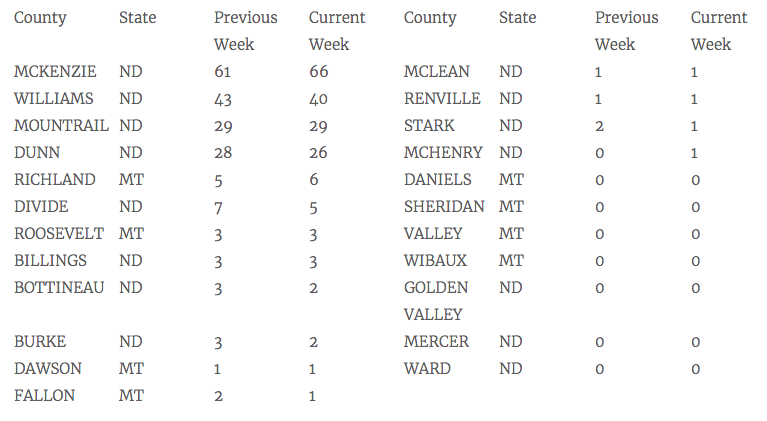 County State Previous Current County State Previous Current
Week Week Week Week
MCKENZIE ND 61 66 MCLEAN ND 1 1
WILLIAMS ND 43 40 RENVILLE ND 1 1
MOUNTRAIL ND 29 29 STARK ND 2 1
DUNN ND 28 26 MCHENRY ND 0 1
RICHLAND MT 5 6 DANIELS MT 0 0
DIVIDE ND 7 5 SHERIDAN MT 0 0
ROOSEVELT MT 3 3 VALLEY MT 0 0
BILLINGS ND 3 3 WIBAUX MT 0 0
BOTTINEAU ND 3 2 GOLDEN ND 0 0
VALLEY
BURKE ND 3 2 MERCER ND 0 0
DAWSON MT 1 1 WARD ND 0 0
FALLON MT 2 1